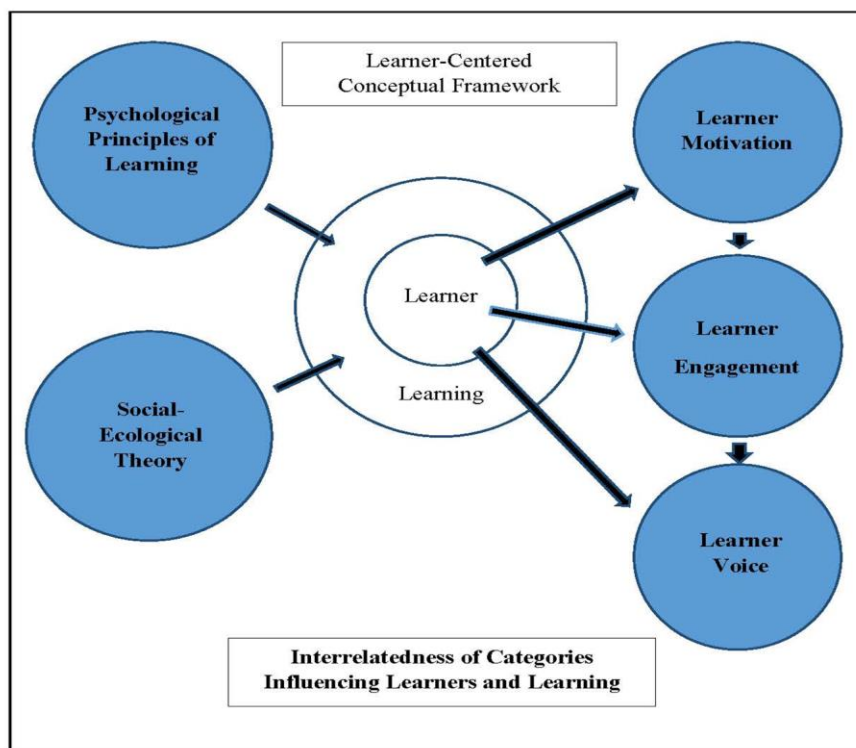 Learner-Centered
Conceptual Framework
Psychological
Principles of
Learning
Learner
Motivation
Learner
Learning
Learner
Engagement
Social-
Ecological
Theory
Learner
Voice
Interrelatedness of Categories
Influencing Learners and Learning